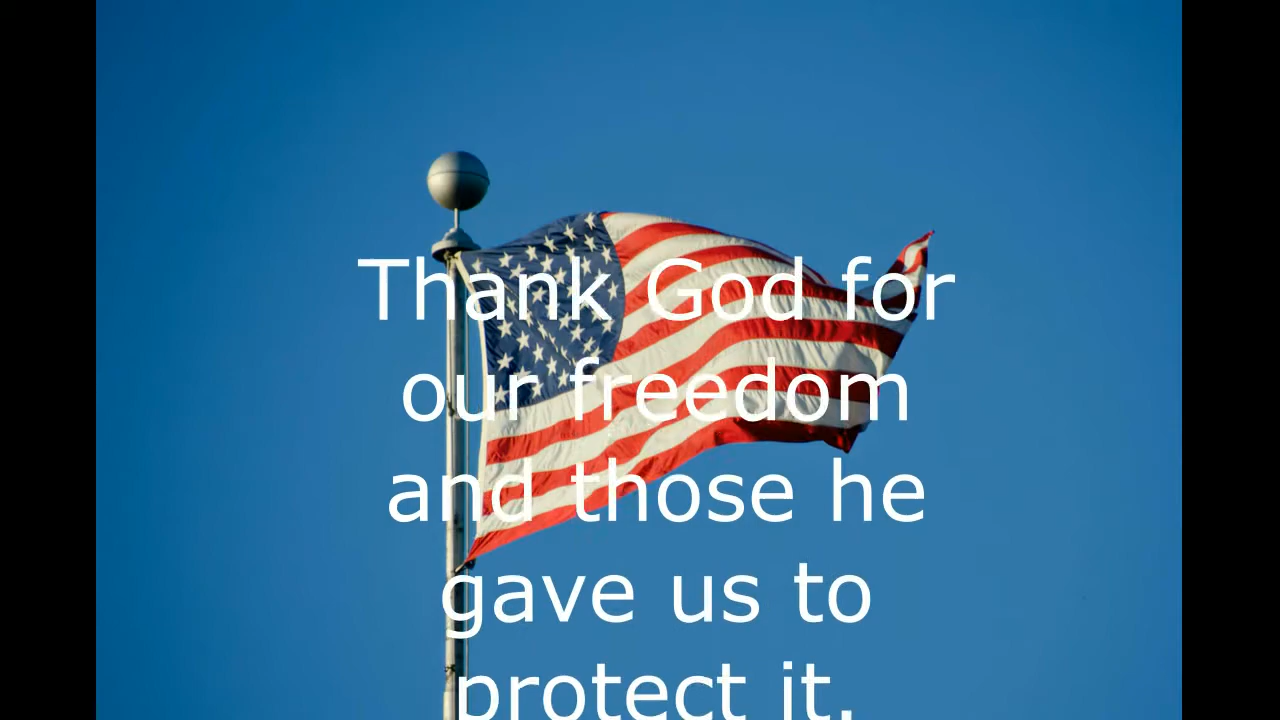 Thank God for
our freedom
and those he
gave us to
protect it.